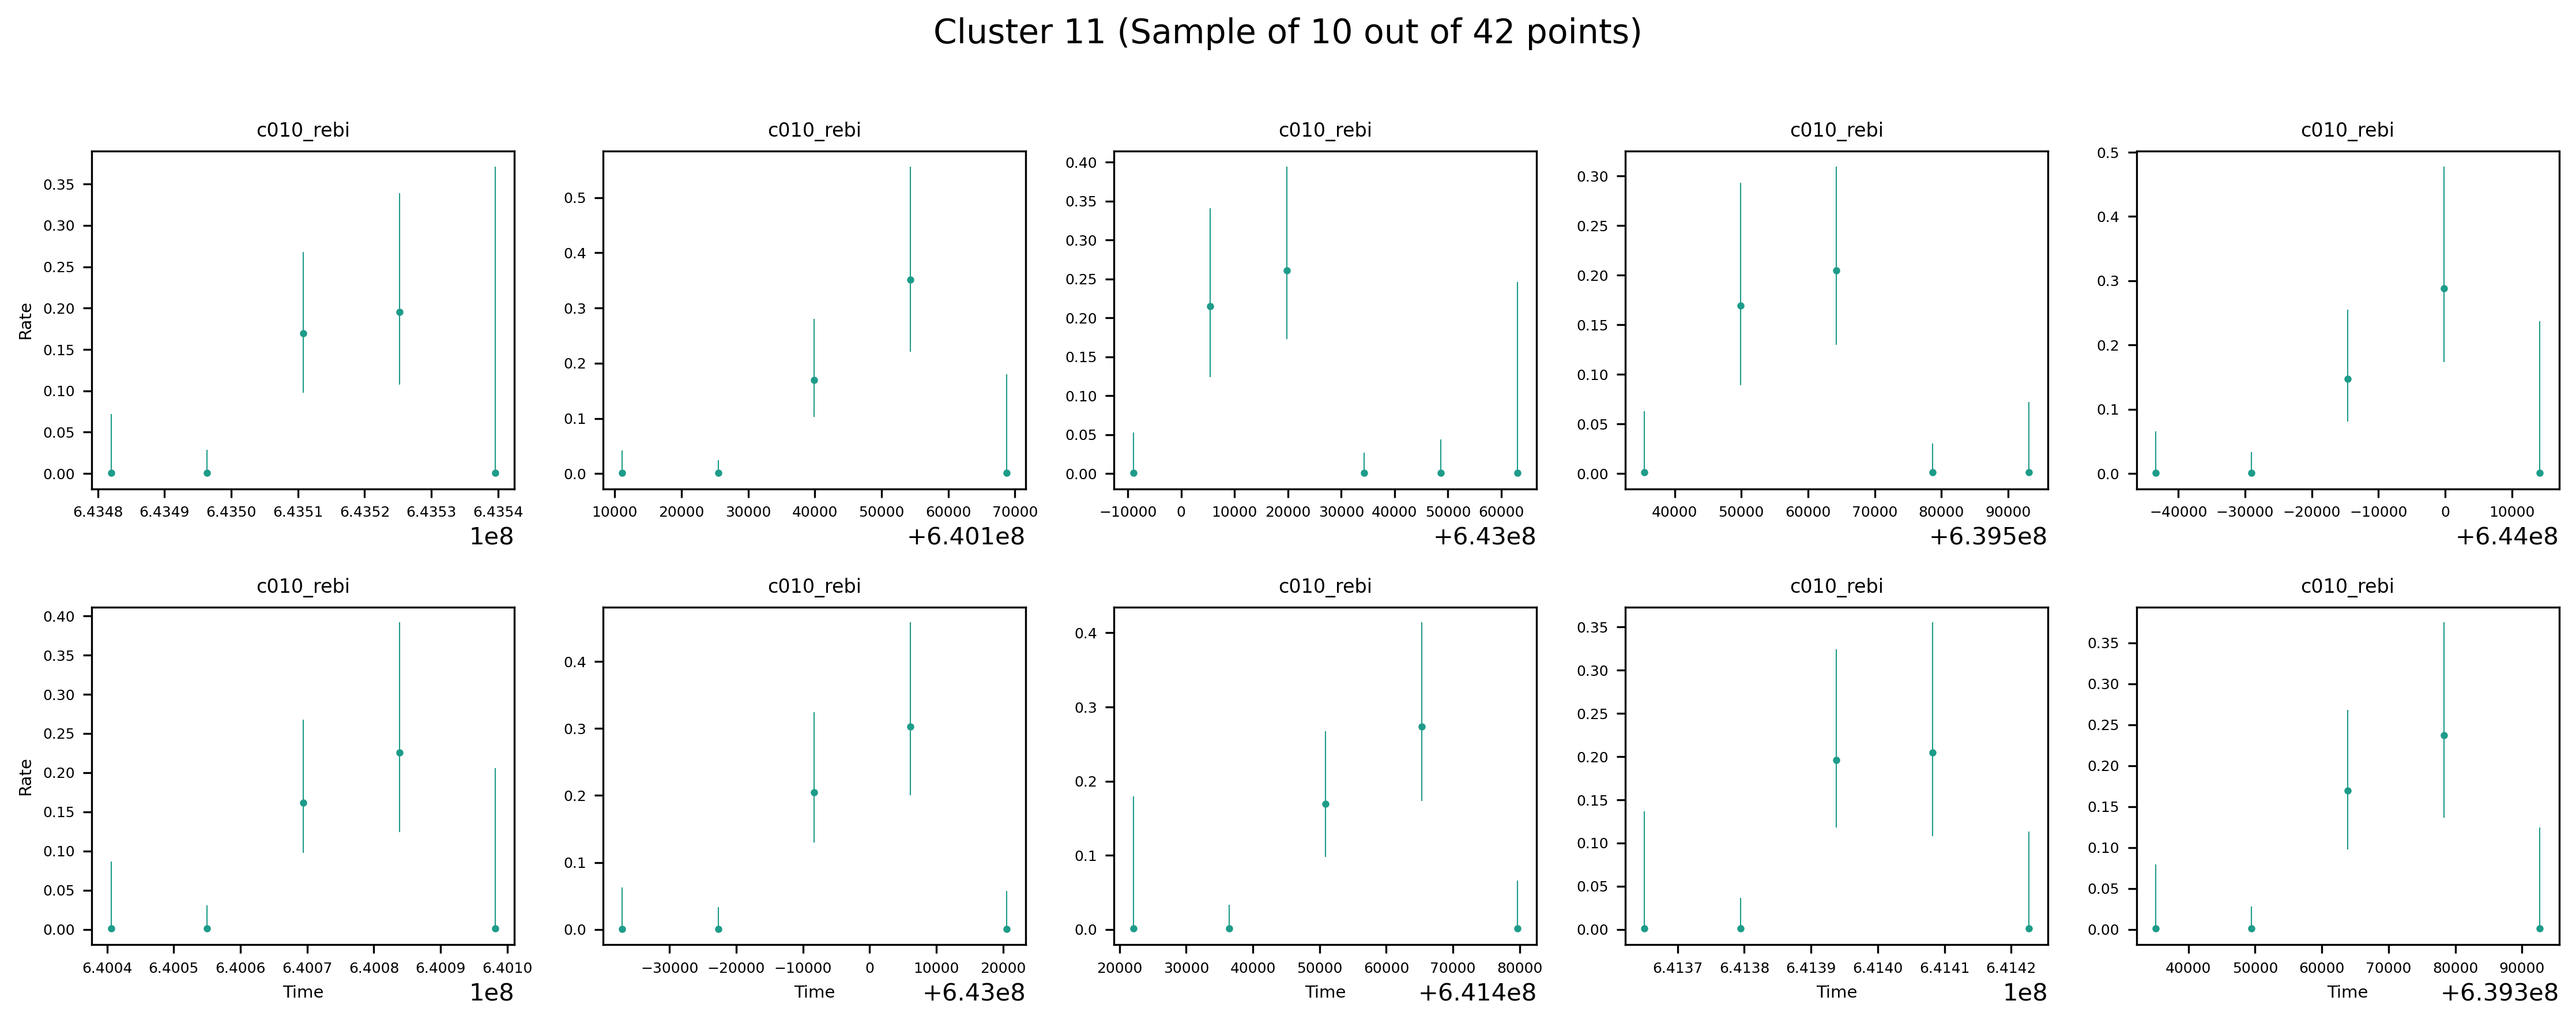 Cluster 11 (Sample of 10 out of 42 points)
c010_rebi c010_rebi c010_rebi c010_rebi c010_rebi
Rate
0.35
0.30
0.25
0.20
0.15
0.10
0.05
0.00
6.4348 6.4349 6.4350 6.4351 6.4352 6.4353 6.4354
1e8
0.5
0.4
0.3
0.2
0.1
0.0
10000 20000 30000 40000 50000 60000 70000
+6.401e8
0.40
0.35
0.30
0.25
0.20
0.15
0.10
0.05
0.00
−10000 0 10000 20000 30000 40000 50000 60000
+6.43e8
0.30
0.25
0.20
0.15
0.10
0.05
0.00
40000 50000 60000 70000 80000 90000
+6.395e8
0.5
0.4
0.3
0.2
0.1
0.0
−40000 −30000 −20000 −10000 0 10000
+6.44e8
c010_rebi c010_rebi c010_rebi c010_rebi c010_rebi
Rate
0.40
0.35
0.30
0.25
0.20
0.15
0.10
0.05
0.00
6.4004 6.4005 6.4006 6.4007 6.4008 6.4009 6.4010
Time 1e8
0.4
0.3
0.2
0.1
0.0
−30000 −20000 −10000 0 10000 20000
Time +6.43e8
0.4
0.3
0.2
0.1
0.0
20000 30000 40000 50000 60000 70000 80000
Time +6.414e8
0.35
0.30
0.25
0.20
0.15
0.10
0.05
0.00
6.4137 6.4138 6.4139 6.4140 6.4141 6.4142
Time 1e8
0.35
0.30
0.25
0.20
0.15
0.10
0.05
0.00
40000 50000 60000 70000 80000 90000
Time +6.393e8